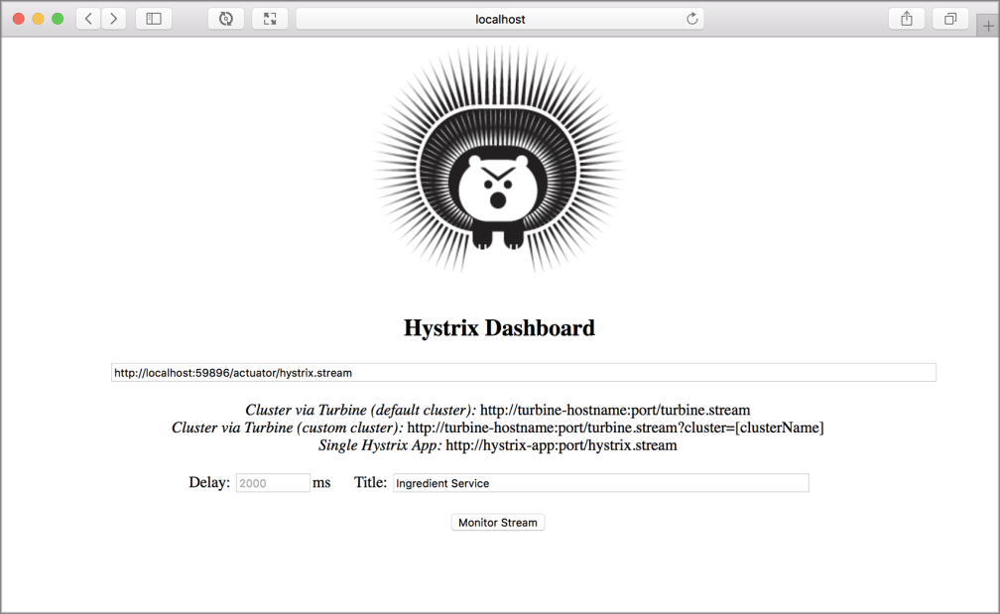 localhost
Hystrix Dashboard
http://localhost:59896/actuator/hystrix.stream
Cluster via Turbine (default cluster): http://turbine-hostname:port/turbine.stream
Cluster via Turbine (custom cluster): http://turbine-hostname:port/turbine.stream?cluster=[clusterName]
Single Hystrix App: http://hystrix-app:port/hystrix.stream
Delay: 2000 ms Title: Ingredient Service
Monitor Stream